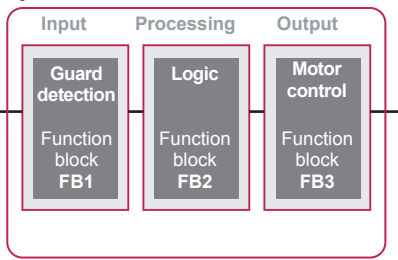 Input Processing Output
Guard
detection
Function
block
FB1
Logic
Function
block
FB2
Motor
control
Function
block
FB3